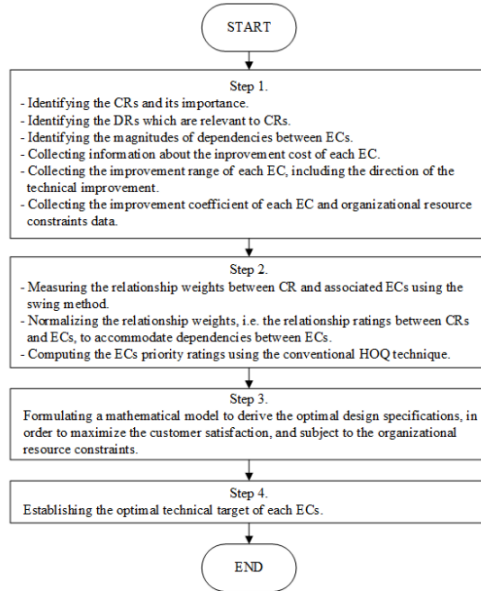 START
Step 1.
- Identifying the CRs and its importance.
- Identifying the DRs which are relevant to CRs.
- Identifying the magnitudes of dependencies between ECs.
- Collecting information about the inprovement cost of each EC.
- Collecting the improvement range of each EC, including the direction of the
technical improvement.
- Collecting the improvement coefficient of each EC and organizational resource
constraints data.
Step 2.
- Measuring the relationship weights between CR and associated ECs using the
swing method.
- Normalizing the relationship weights, i.e. the relationship ratings between CRs
and ECs, to accommodate dependencies between ECs.
- Computing the ECs priority ratings using the conventional HOQ technique.
Step 3.
Formulating a mathematical model to derive the optimal design specifications, in
order to maximize the customer satisfaction, and subject to the organizational
resource constraints.
Step 4.
Establishing the optimal technical target of each ECs.
END